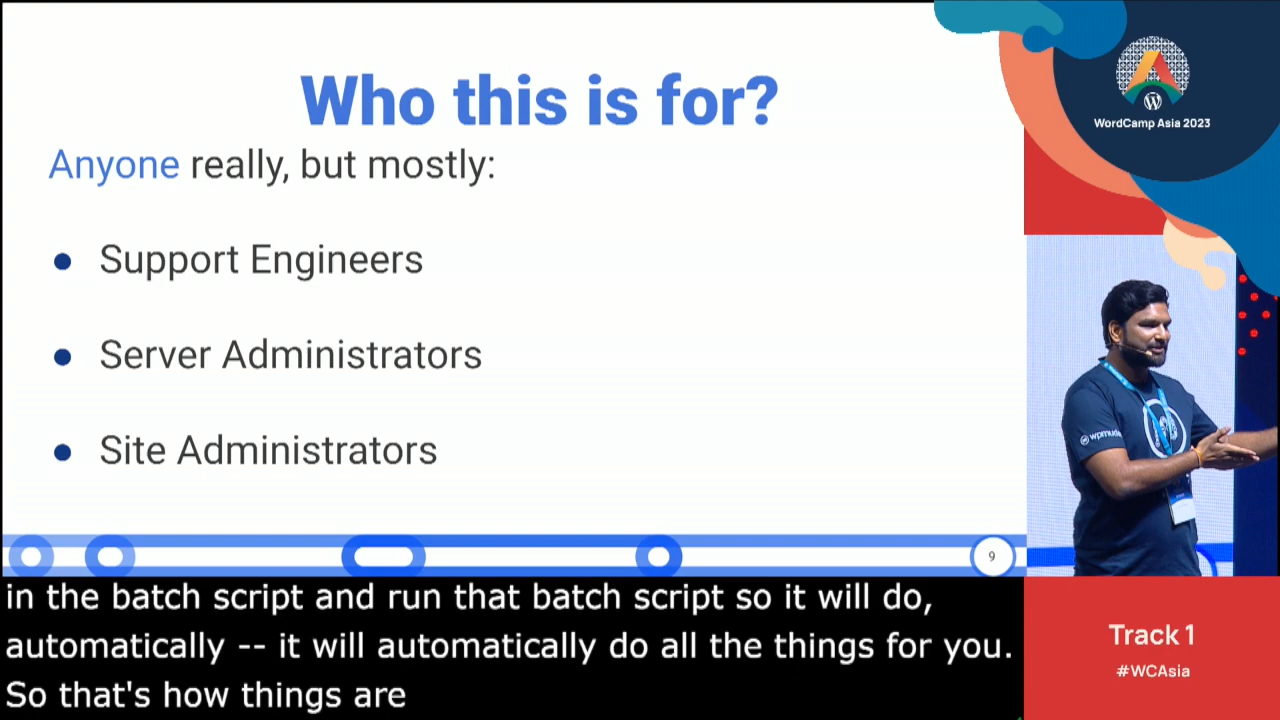 Who this is for?
Anyone really, but mostly:
Support Engineers
Server Administrators
Site Administrators
9
WordCamp Asia 2023
in the batch script and run that batch script so it will do,
automatically -- it will automatically do all the things for you.
So that's how things are
Track 1
#WCAsia